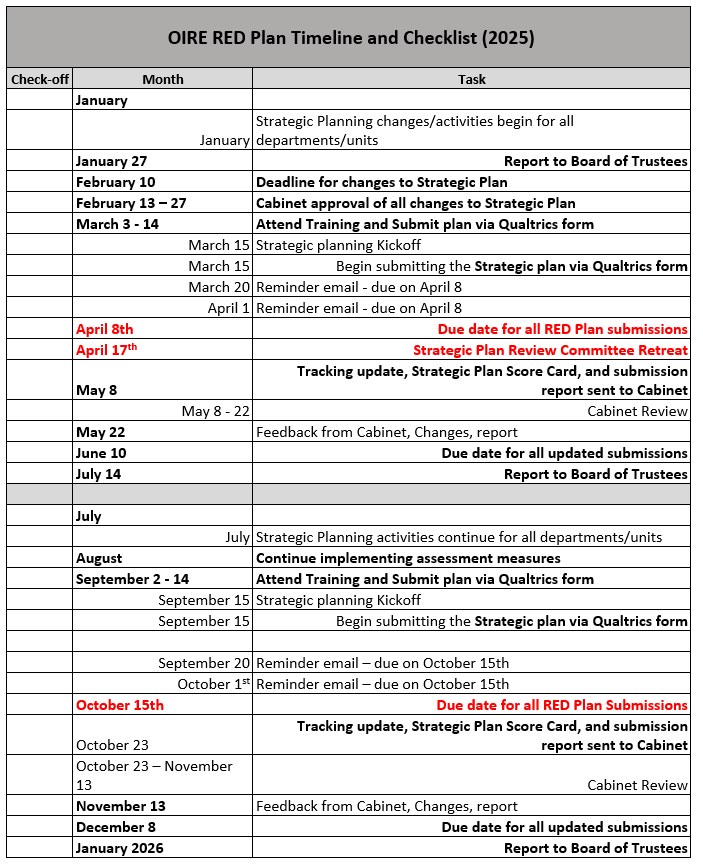 OIRE RED Plan Timeline and Checklist (2025)
Check-off Month Task
January
January Strategic Planning changes/activities begin for all
departments/units
January 27 Report to Board of Trustees
February 10 Deadline for changes to Strategic Plan
February 13 – 27 Cabinet approval of all changes to Strategic Plan
March 3 - 14 Attend Training and Submit plan via Qualtrics form
March 15 Strategic planning Kickoff
March 15 Begin submitting the Strategic plan via Qualtrics form
March 20 Reminder email - due on April 8
April 1 Reminder email - due on April 8
April 8th Due date for all RED Plan submissions
April 17th Strategic Plan Review Committee Retreat
May 8 Tracking update, Strategic Plan Score Card, and submission
report sent to Cabinet
May 8 - 22 Cabinet Review
May 22 Feedback from Cabinet, Changes, report
June 10 Due date for all updated submissions
July 14 Report to Board of Trustees
July
July Strategic Planning activities continue for all departments/units
August Continue implementing assessment measures
September 2 - 14 Attend Training and Submit plan via Qualtrics form
September 15 Strategic planning Kickoff
September 15 Begin submitting the Strategic plan via Qualtrics form
September 20 Reminder email – due on October 15th
October 1st Reminder email – due on October 15th
October 15th Due date for all RED Plan Submissions
October 23 Tracking update, Strategic Plan Score Card, and submission
report sent to Cabinet
October 23 – November
13 Cabinet Review
November 13 Feedback from Cabinet, Changes, report
December 8 Due date for all updated submissions
January 2026 Report to Board of Trustees